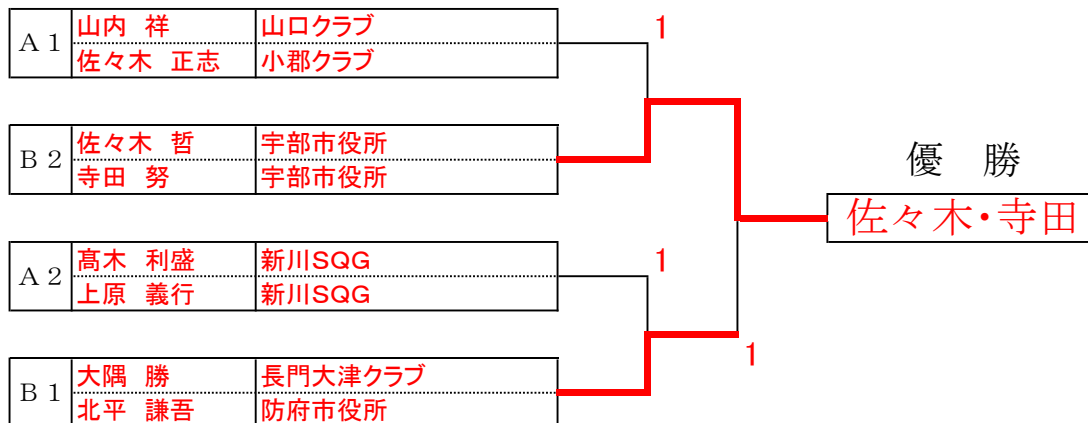 A1 山内 祥 山口クラブ 1
佐々木 正志 小郡クラブ
B2 佐々木 哲 宇部市役所
寺田 努 宇部市役所
優 勝
佐々木・寺田
A2 髙木 利盛 新川SQG 1
上原 義行 新川SQG
1
B1 大隅 勝 長門大津クラブ
北平 謙吾 防府市役所